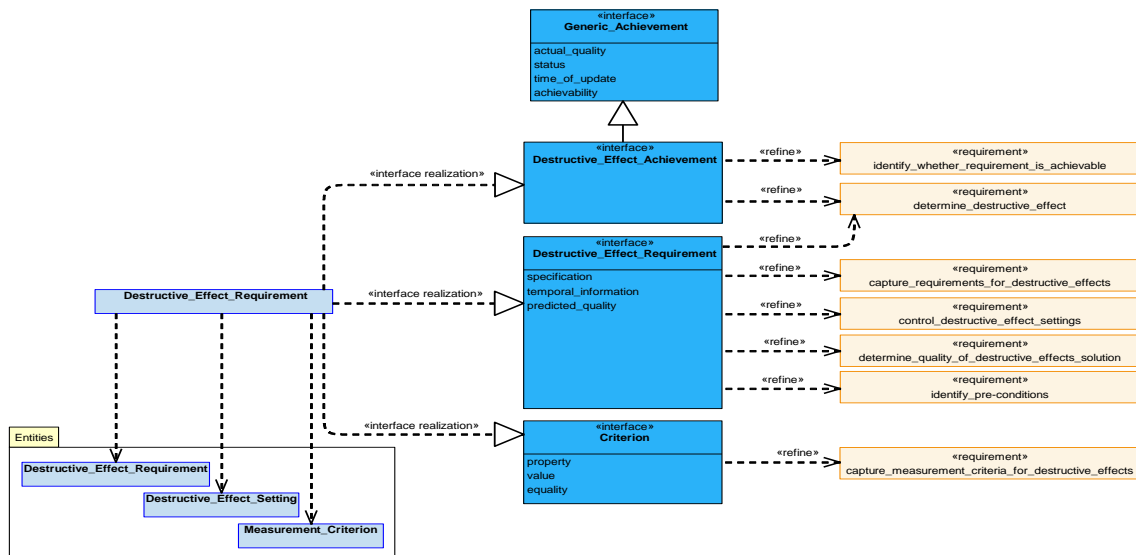 «interface»
Generic_Achievement
actual_quality
status
time_of_update
achievability
«interface»
Destructive_Effect_Achievement
«refine»
«requirement»
identify_whether_requirement_is_achievable
«interface realization»
«refine»
«requirement»
determine_destructive_effect
«interface»
Destructive_Effect_Requirement
specification
temporal_information
predicted_quality
«refine»
«refine»
«requirement»
capture_requirements_for_destructive_effects
Destructive_Effect_Requirement
«interface realization»
«refine»
«requirement»
control_destructive_effect_settings
«refine»
«requirement»
determine_quality_of_destructive_effects_solution
«refine»
«requirement»
identify_pre-conditions
«interface realization»
«interface»
Criterion
property
value
equality
«refine»
«requirement»
capture_measurement_criteria_for_destructive_effects
Entities
Destructive_Effect_Requirement
Destructive_Effect_Setting
Measurement_Criterion